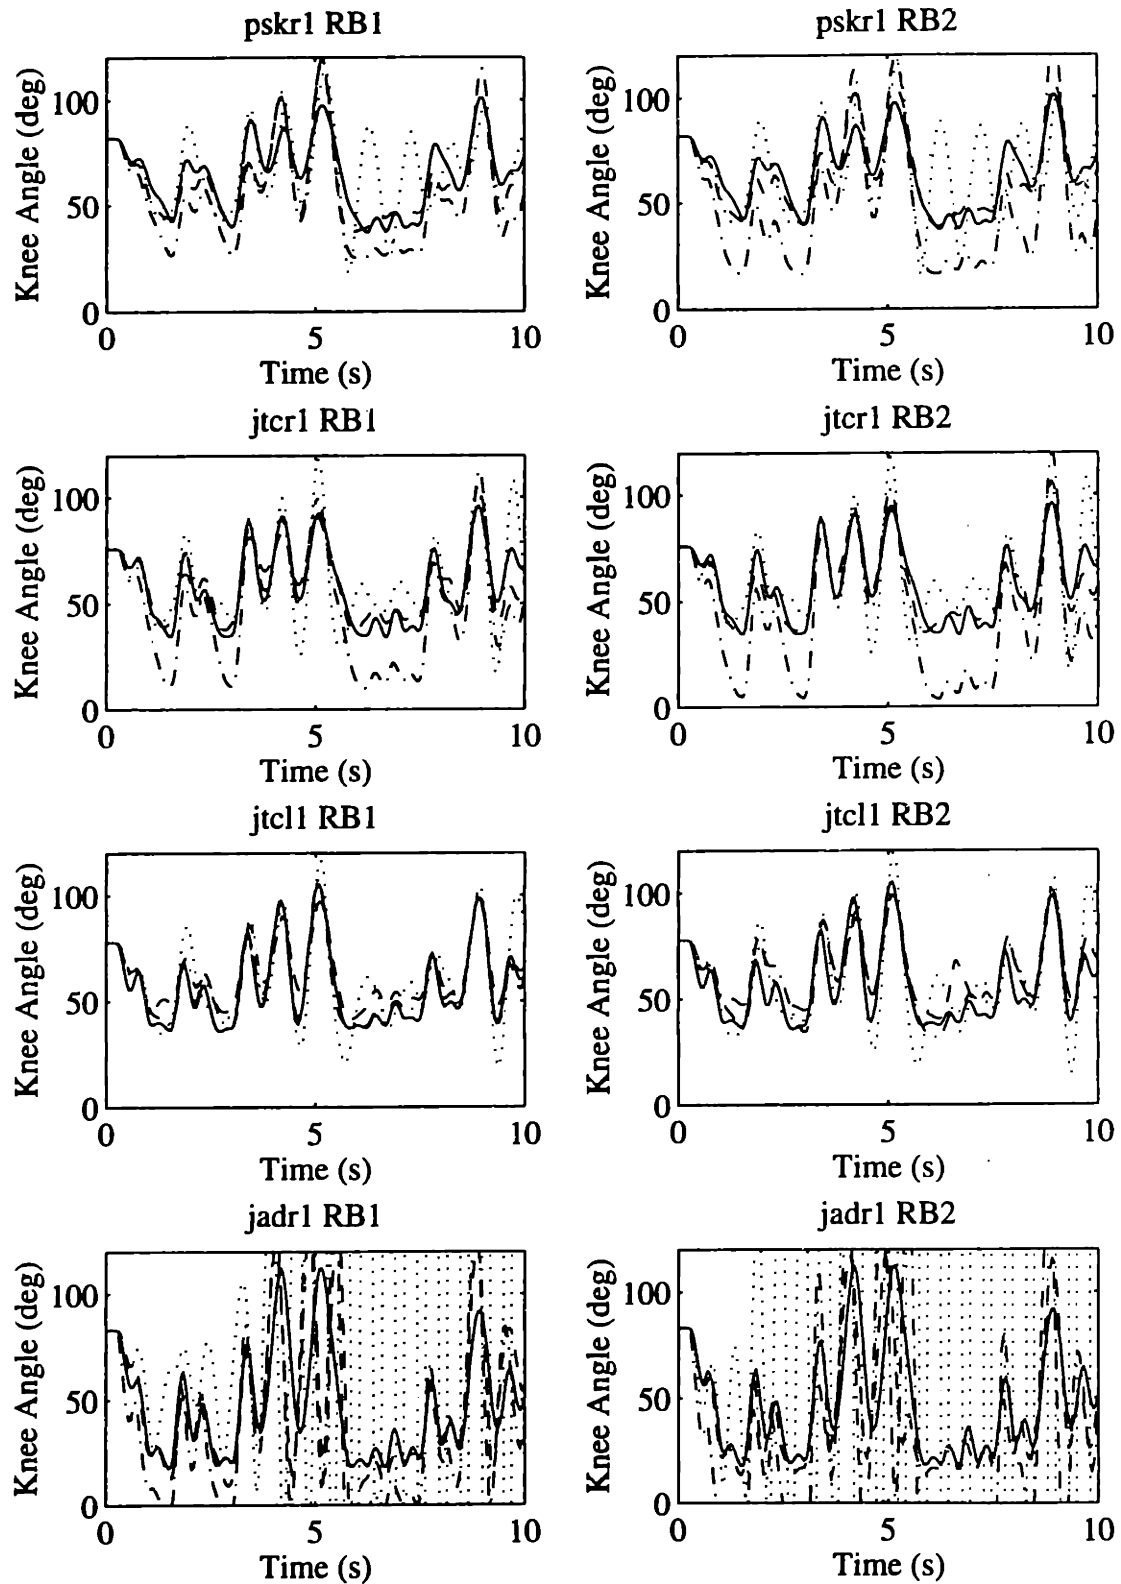 pskr1 RB1
pskr1 RB2
Knee Angle (deg)
100
50
0
0
5
10
Time (s)
Knee Angle (deg)
100
50
0
0
5
10
Time (s)
jtcr1 RB1
jtcr1 RB2
Knee Angle (deg)
100
50
0
0
5
10
Time (s)
Knee Angle (deg)
100
50
0
0
5
10
Time (s)
jtcl1 RB1
jtcl1 RB2
Knee Angle (deg)
100
50
0
0
5
10
Time (s)
Knee Angle (deg)
100
50
0
0
5
10
Time (s)
jadr1 RB1
jadr1 RB2
Knee Angle (deg)
100
50
0
0
5
10
Time (s)
Knee Angle (deg)
100
50
0
0
5
10
Time (s)